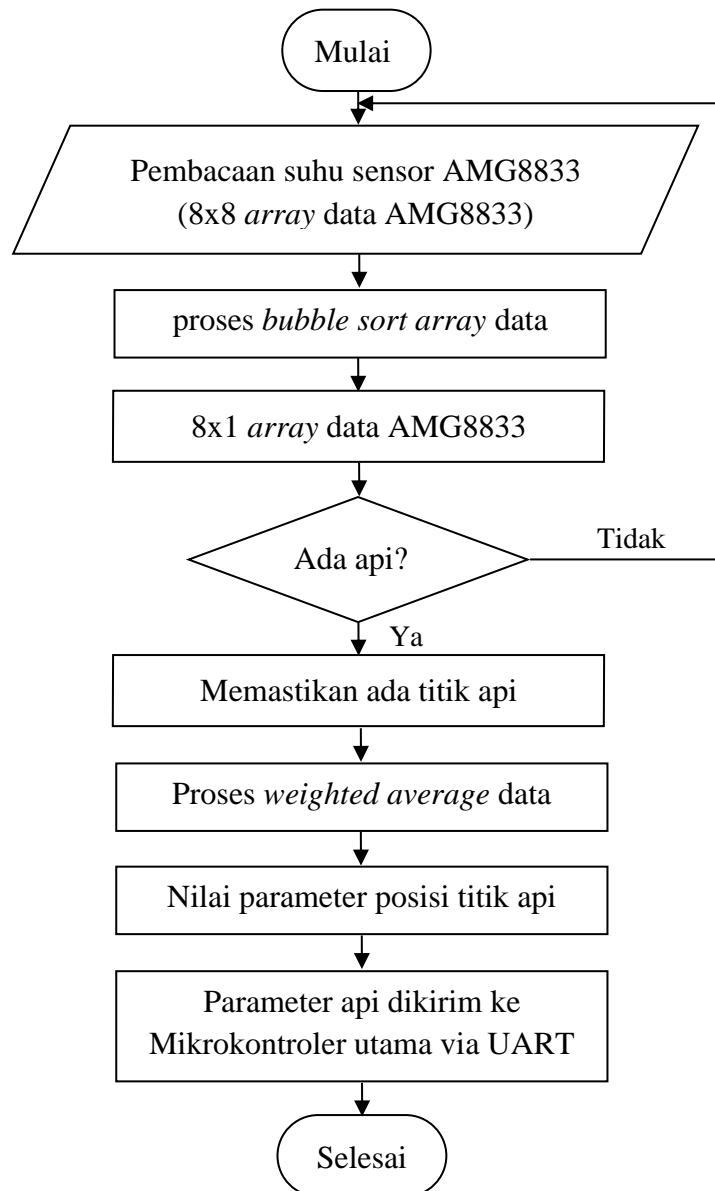 Mulai
Pembacaan suhu sensor AMG8833
(8x8 array data AMG8833)
proses bubble sort array data
8x1 array data AMG8833
Ada api?
Tidak
Ya
Memastikan ada titik api
Proses weighted average data
Nilai parameter posisi titik api
Parameter api dikirim ke
Mikrokontroler utama via UART
Selesai